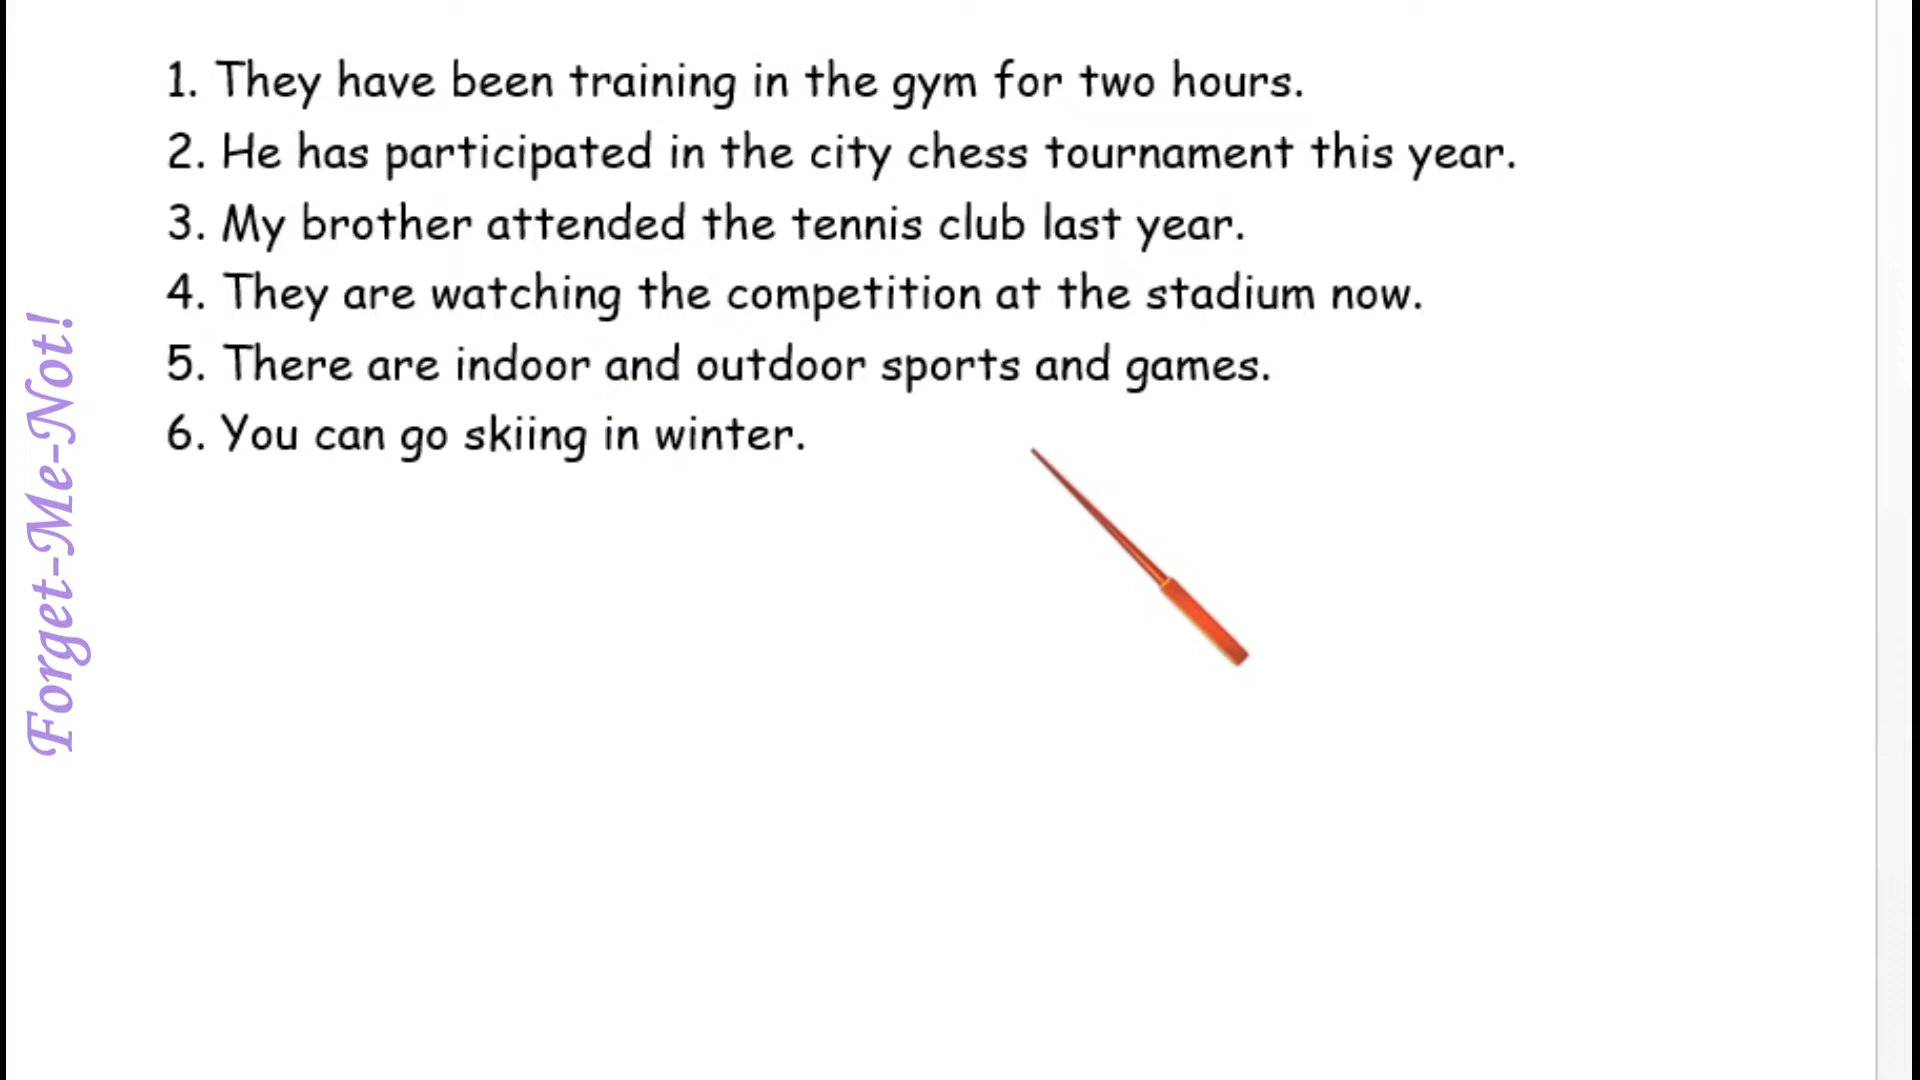 1. They have been training in the gym for two hours.
2. He has participated in the city chess tournament this year.
3. My brother attended the tennis club last year.
4. They are watching the competition at the stadium now.
5. There are indoor and outdoor sports and games.
6. You can go skiing in winter.
Forget-Me-Not!